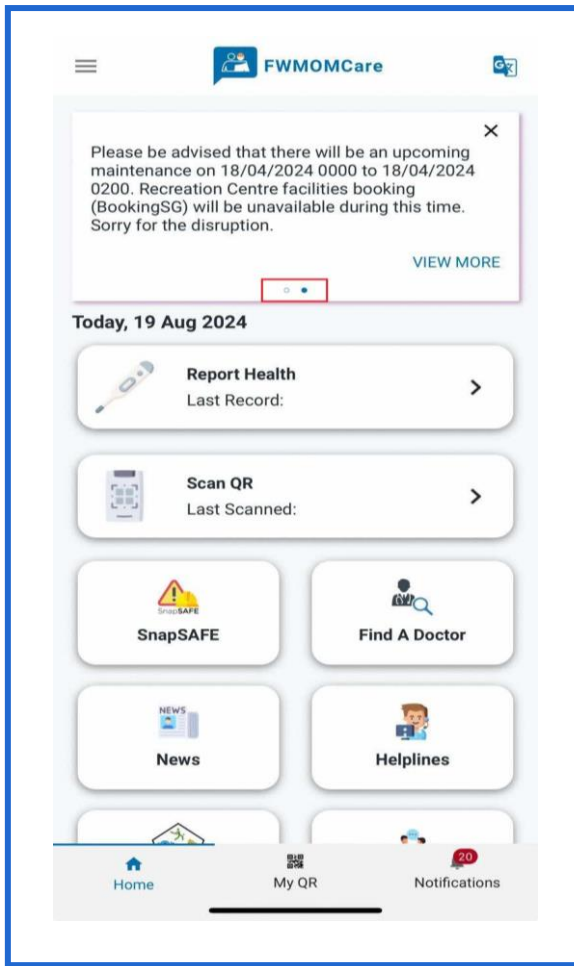 FWMOMCare
Please be advised that there will be an upcoming
maintenance on 18/04/2024 0000 to 18/04/2024
0200. Recreation Centre facilities booking
(BookingSG) will be unavailable during this time.
Sorry for the disruption.
VIEW MORE
Today, 19 Aug 2024
Report Health
Last Record:
Scan QR
Last Scanned:
SnapSAFE
SnapSAFE
Find A Doctor
NEWS
News
Helplines
Home
My QR
20
Notifications